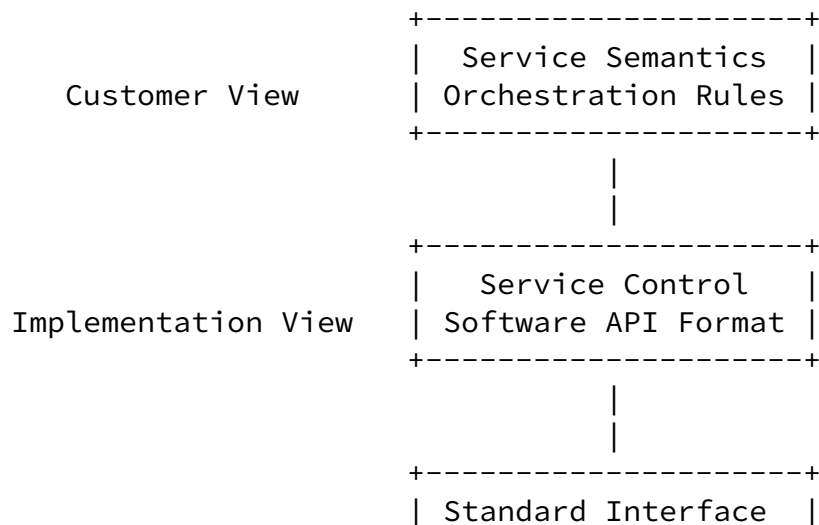 +---------------------+
|  Service Semantics  |
Customer View | Orchestration Rules |
+---------------------+
|
|
+---------------------+
|   Service Control   |
Implementation View | Software API Format |
+---------------------+
|
|
+---------------------+
| Standard Interface  |